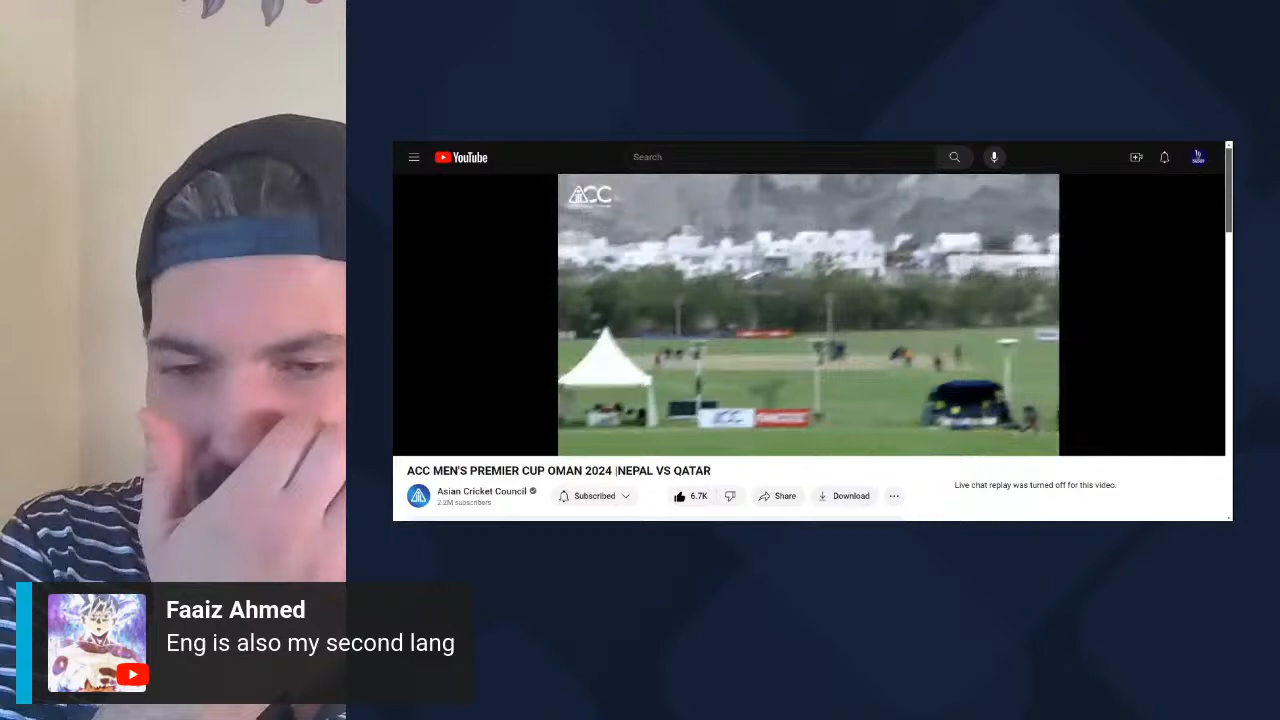 YouTube
Search
ACC
ACC
ACC MEN'S PREMIER CUP OMAN 2024 |NEPAL VS QATAR
Asian Cricket Council
2.2M subscribers
Subscribed
6.7K
Share
Download
Live chat replay was turned off for this video.
Faaiz Ahmed
Eng is also my second lang